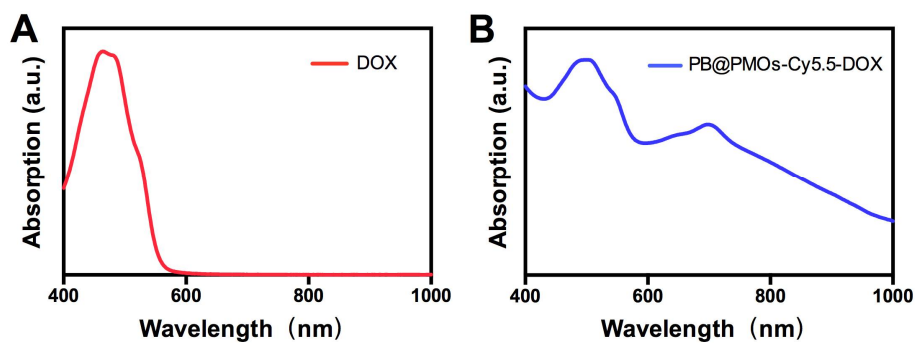 A
Absorption (a.u.)
DOX
400
600
800
1000
Wavelength (nm)
B
Absorption (a.u.)
PB@PMOs-Cy5.5-DOX
400
600
800
1000
Wavelength (nm)